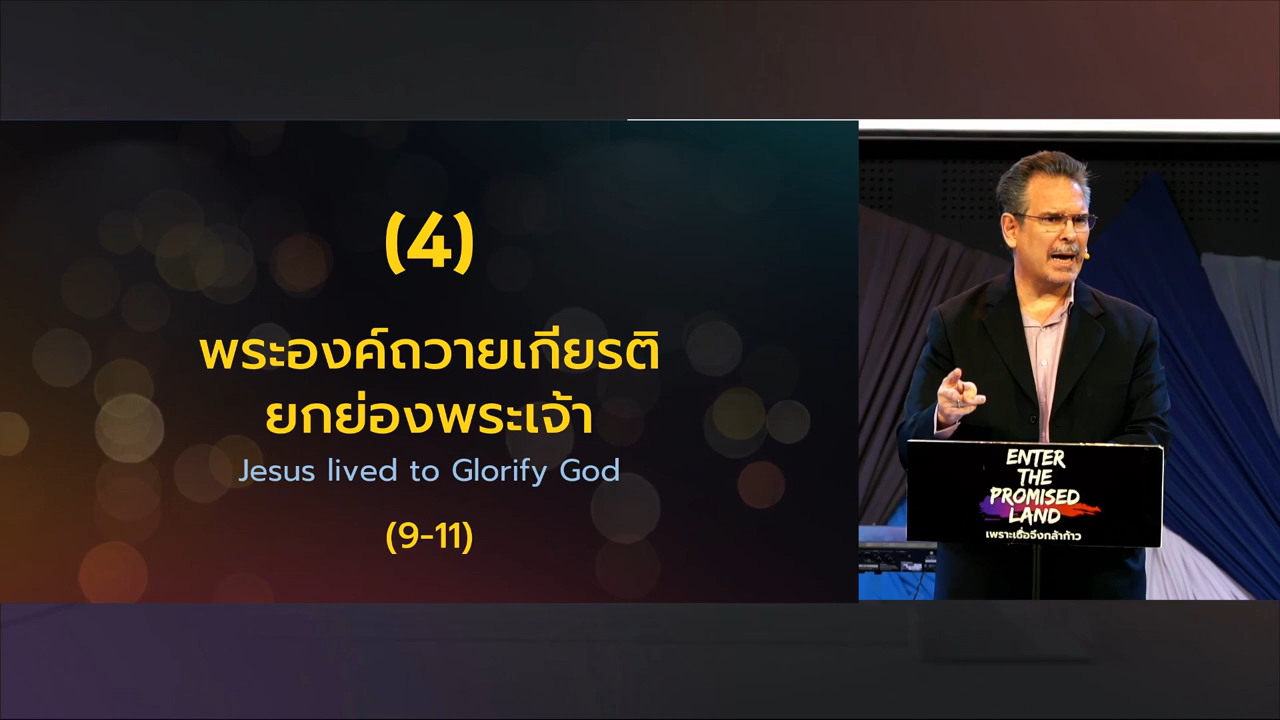 (4)
พระองค์ถวายเกียรติ
ยกย่องพระเจ้า
Jesus lived to Glorify God
(9-11)
ENTER
THE
PROMISED
LAND
เพราะเชื่อจึงกล้าก้าว